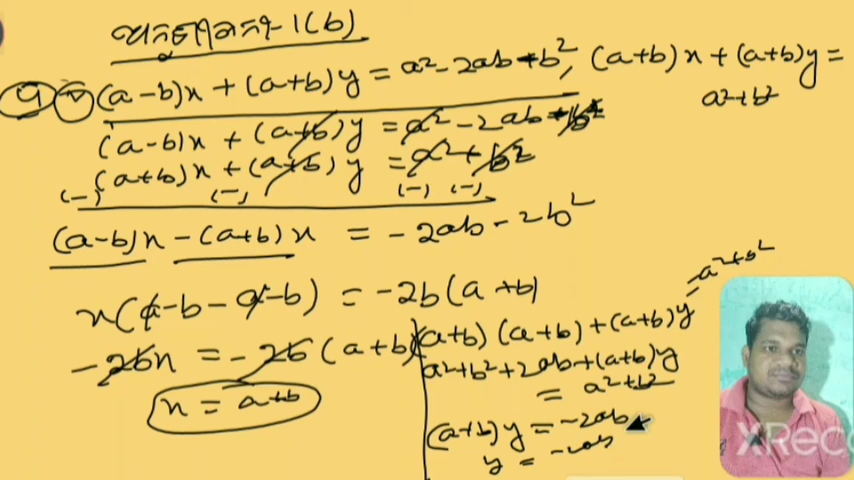 ଅନୁଶୀଳନୀ-1(b)
(a-b)x + (a+b)y = a² - 2ab - b², (a+b)x + (a+b)y =
a²+b²
(a-b)x + (a+b)y = a² - 2ab - b²
(a+b)x + (a+b)y = a² + b²
(-) (-) (-) (-)
(a-b)x - (a+b)x = -2ab - 2b²
x(a-b-a-b) = -2b(a+b)
-2bx = -2b(a+b)
x = a+b
(a+b)(a+b) + (a+b)y = a²+b²
a²+b²+2ab+(a+b)y
= a²+b²
(a+b)y = -2ab
y = -2ab
XReco